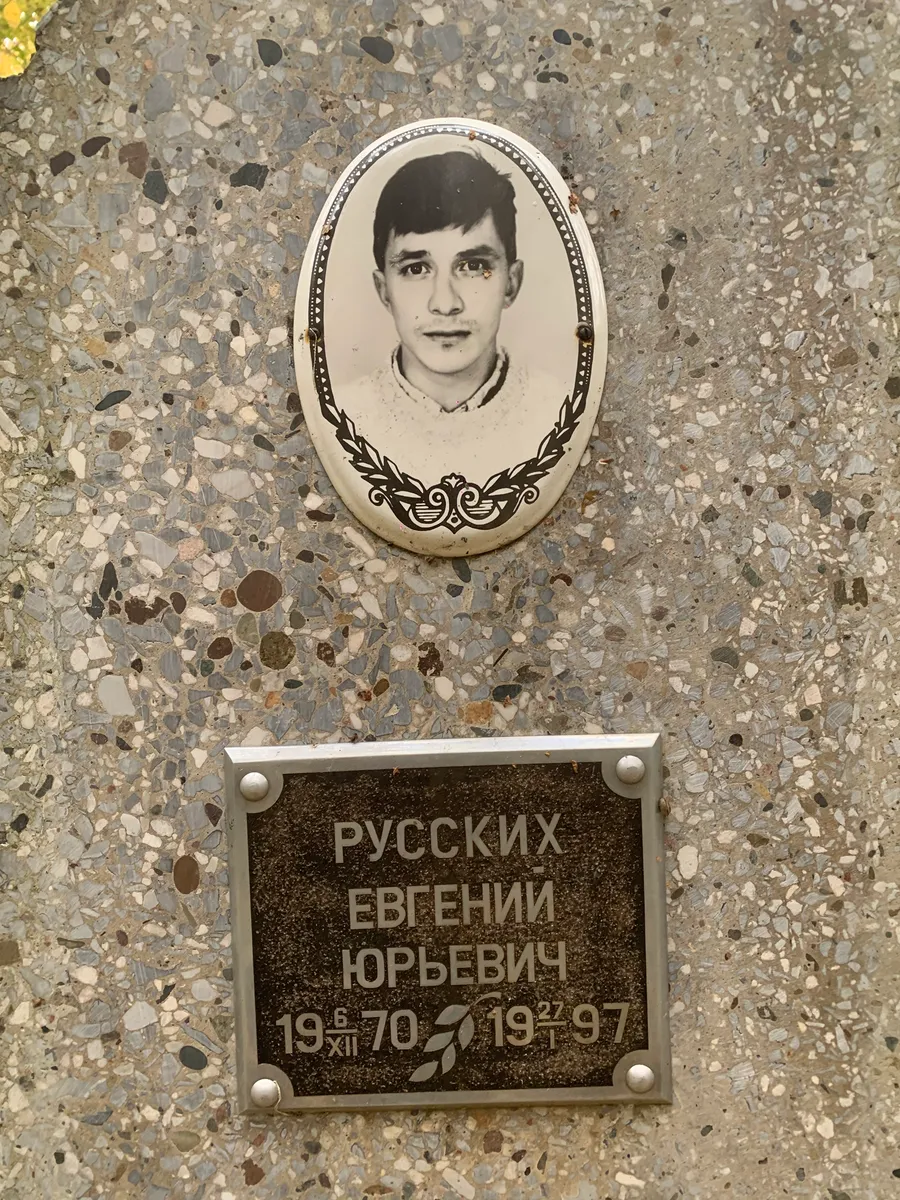 РУССКИХ
ЕВГЕНИЙ
ЮРЬЕВИЧ
19 6/XII 70 19 27/I 97